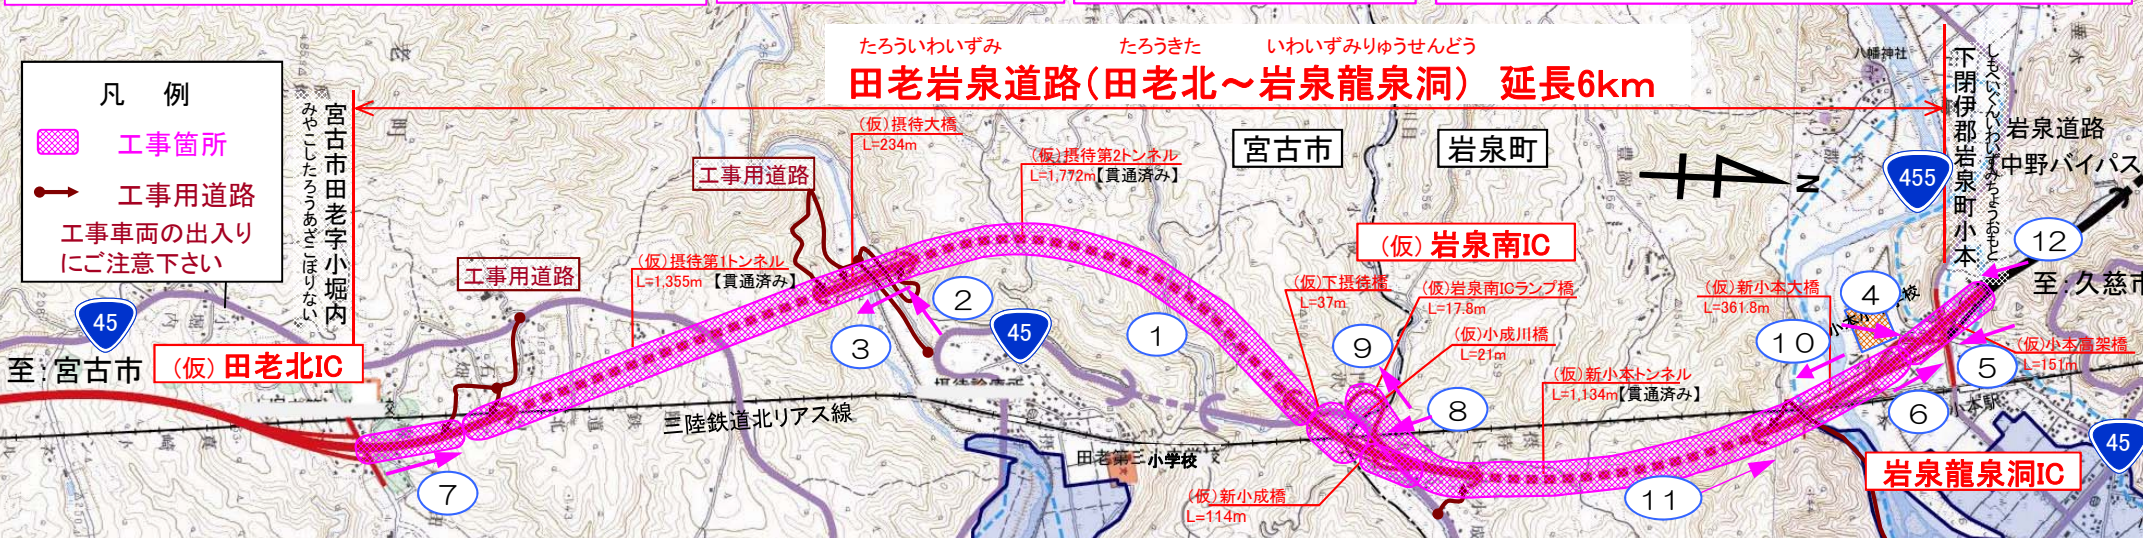 たろういわいずみ たろうきた いわいずみりゅうせんどう
田老岩泉道路(田老北～岩泉龍泉洞) 延長6km
凡 例
工事箇所
工事用道路
工事車両の出入り
にご注意下さい
宮古市田老字小堀内
みやこしたろうあざこぼりない
下閉伊郡岩泉町小本
しもへいぐんいわいずみちょうおもと
八幡神社
岩泉道路
中野バイパス
455
N
宮古市
岩泉町
工事用道路
工事用道路
(仮)摂待大橋
L=234m
(仮)摂待第2トンネル
L=1,772m【貫通済み】
(仮)摂待第1トンネル
L=1,355m 【貫通済み】
(仮) 岩泉南IC
(仮)下摂待橋
L=37m
(仮)岩泉南ICランプ橋
L=17.8m
(仮)小成川橋
L=21m
(仮)新小本大橋
L=361.8m
(仮)新小本トンネル
L=1,134m【貫通済み】
(仮)小本高架橋
L=151m
(仮)新小成橋
L=114m
45
至:宮古市
(仮) 田老北IC
45
至:久慈市
45
岩泉龍泉洞IC
三陸鉄道北リアス線
田老第三小学校
小本駅
1
2
3
4
5
6
7
8
9
10
11
12